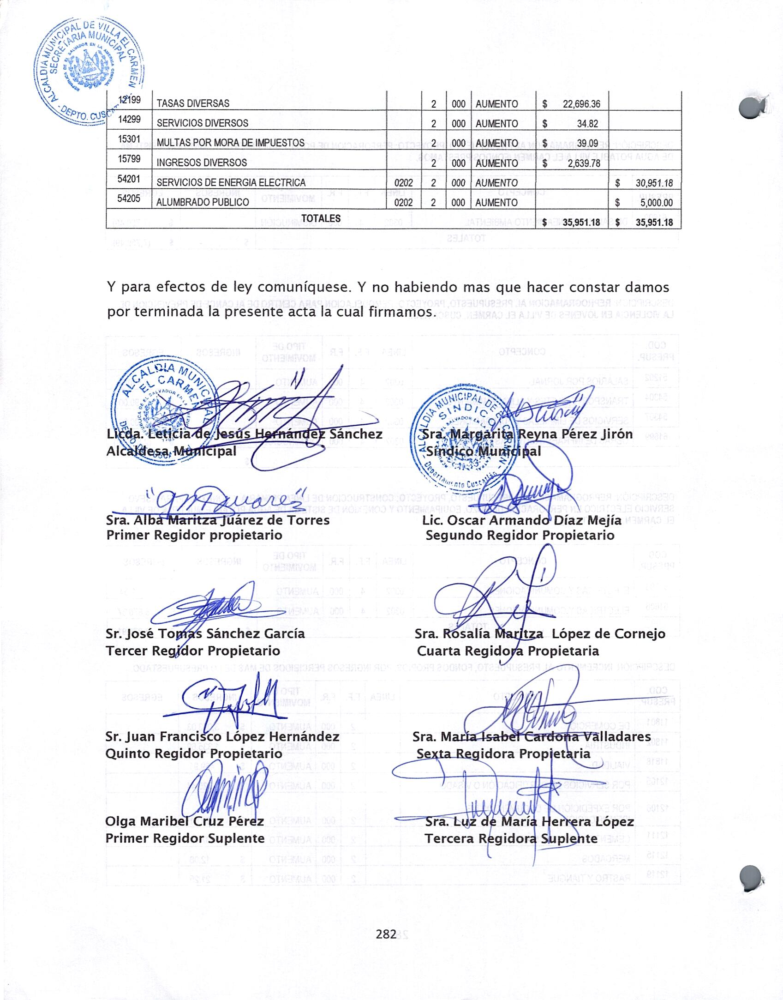 ALCALDIA MUNICIPAL DE VILLA EL CARMEN
SECRETARIA MUNICIPAL
REPUBLICA DE EL SALVADOR EN LA AMERICA CENTRAL
- DEPTO. CUSCAT
12199 TASAS DIVERSAS 2 000 AUMENTO $ 22,696.36
14299 SERVICIOS DIVERSOS 2 000 AUMENTO $ 34.82
15301 MULTAS POR MORA DE IMPUESTOS 2 000 AUMENTO $ 39.09
15799 INGRESOS DIVERSOS 2 000 AUMENTO $ 2,639.78
54201 SERVICIOS DE ENERGIA ELECTRICA 0202 2 000 AUMENTO $ 30,951.18
54205 ALUMBRADO PUBLICO 0202 2 000 AUMENTO $ 5,000.00
TOTALES $ 35,951.18 $ 35,951.18
Y para efectos de ley comuníquese. Y no habiendo mas que hacer constar damos
por terminada la presente acta la cual firmamos.
ALCALDIA MUNICIPAL
EL CARMEN
ALCALDIA MUNICIPAL DE EL CARMEN -
SINDICO
Departamento Cuscatlán
Licda. Leticia de Jesús Hernández Sánchez Sra. Margarita Reyna Pérez Jirón
Alcaldesa Municipal Síndico Municipal
Sra. Alba Maritza Juárez de Torres Lic. Oscar Armando Díaz Mejía
Primer Regidor propietario Segundo Regidor Propietario
Sr. José Tomas Sánchez García Sra. Rosalía Maritza López de Cornejo
Tercer Regidor Propietario Cuarta Regidora Propietaria
Sr. Juan Francisco López Hernández Sra. María Isabel Cardona Valladares
Quinto Regidor Propietario Sexta Regidora Propietaria
Olga Maribel Cruz Pérez Sra. Luz de María Herrera López
Primer Regidor Suplente Tercera Regidora Suplente
282